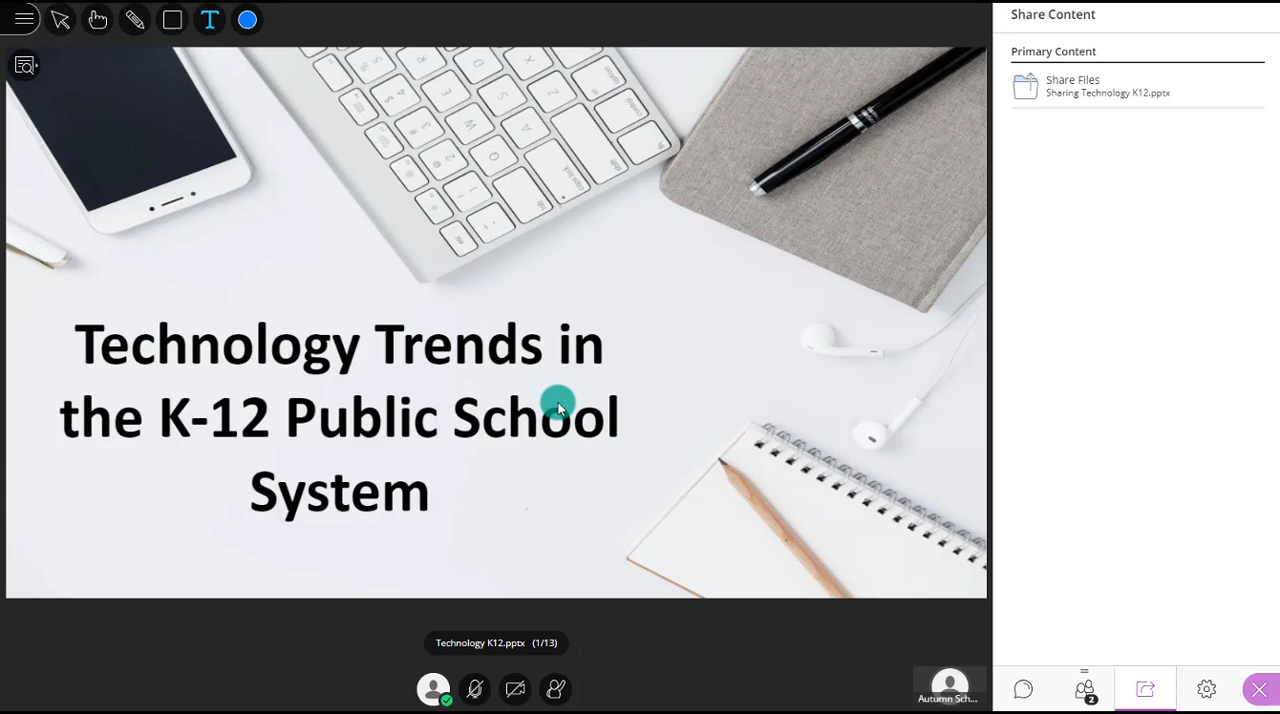 T
Share Content
Primary Content
Share Files
Sharing Technology K12.pptx
Technology Trends in
the K-12 Public School
System
Technology K12.pptx (1/13)
Autumn Sch...
2